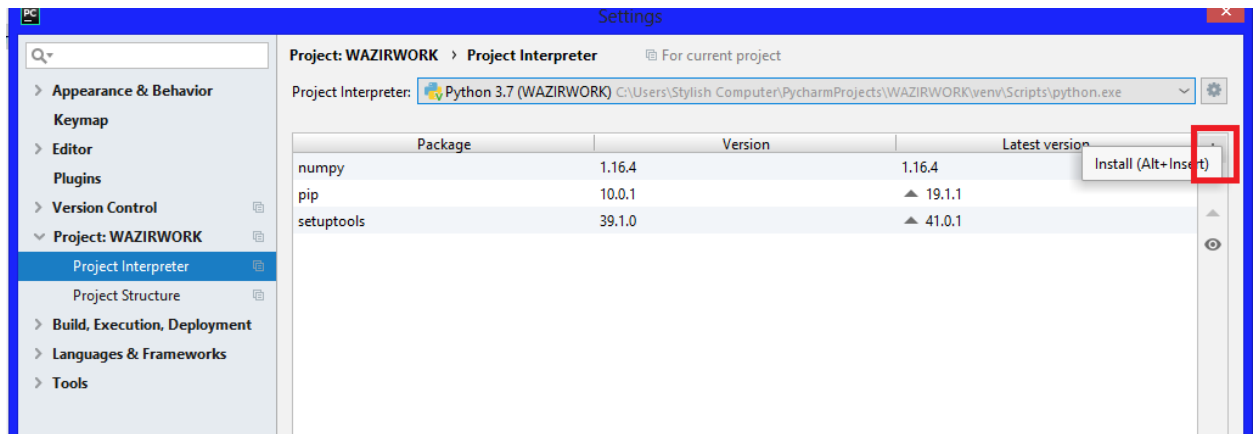 PC
Settings
Project: WAZIRWORK › Project Interpreter For current project
Project Interpreter: Python 3.7 (WAZIRWORK) C:\Users\Stylish Computer\PycharmProjects\WAZIRWORK\venv\Scripts\python.exe
Appearance & Behavior
Keymap
Editor
Plugins
Version Control
Project: WAZIRWORK
Project Interpreter
Project Structure
Build, Execution, Deployment
Languages & Frameworks
Tools
Package Version Latest version
numpy 1.16.4 1.16.4
pip 10.0.1 19.1.1
setuptools 39.1.0 41.0.1
Install (Alt+Insert)